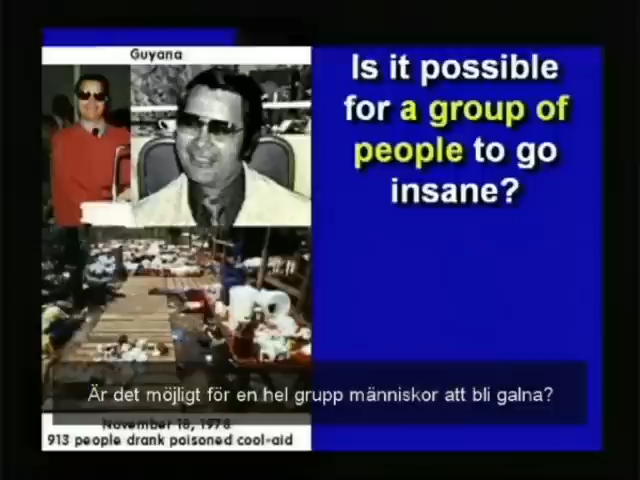 Guyana
Is it possible
for a group of
people to go
insane?
Är det möjligt för en hel grupp människor att bli galna?
November 18, 1978
913 people drank poisoned cool-aid